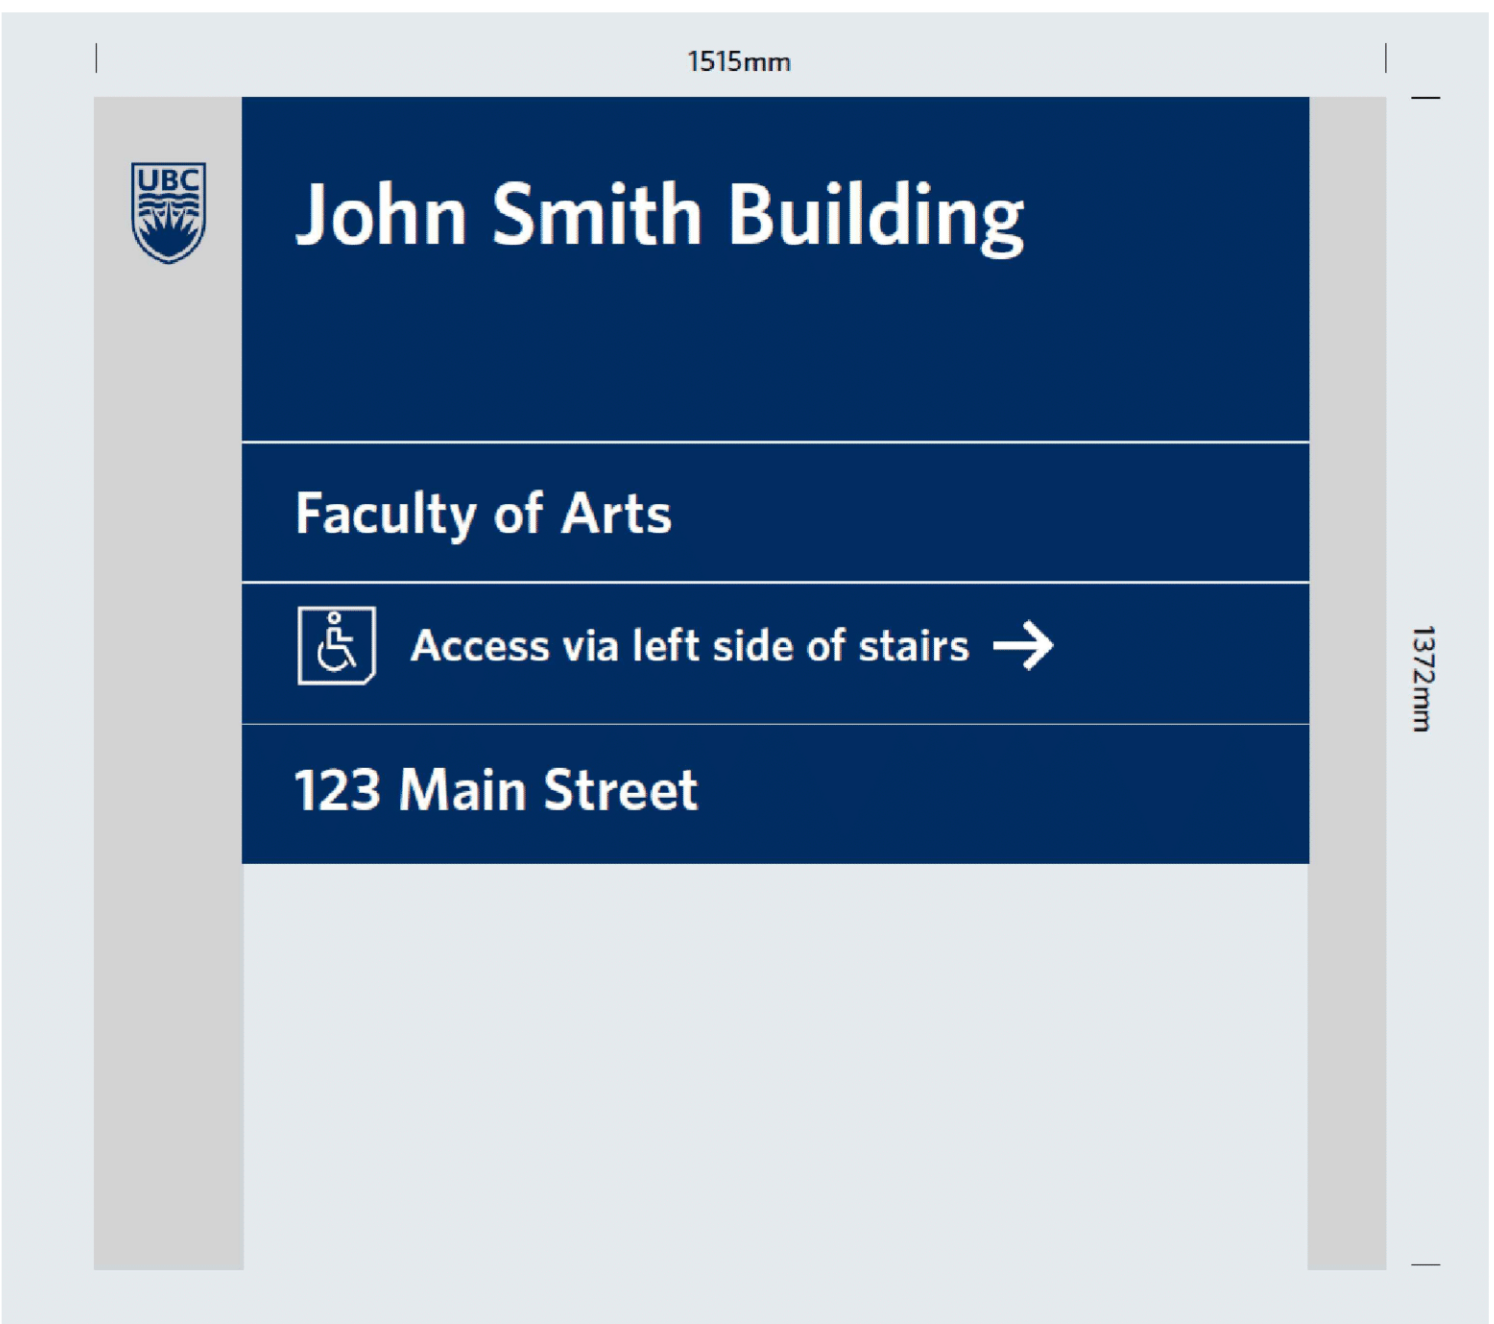 1515mm
UBC
John Smith Building
Faculty of Arts
Access via left side of stairs →
123 Main Street
1372mm